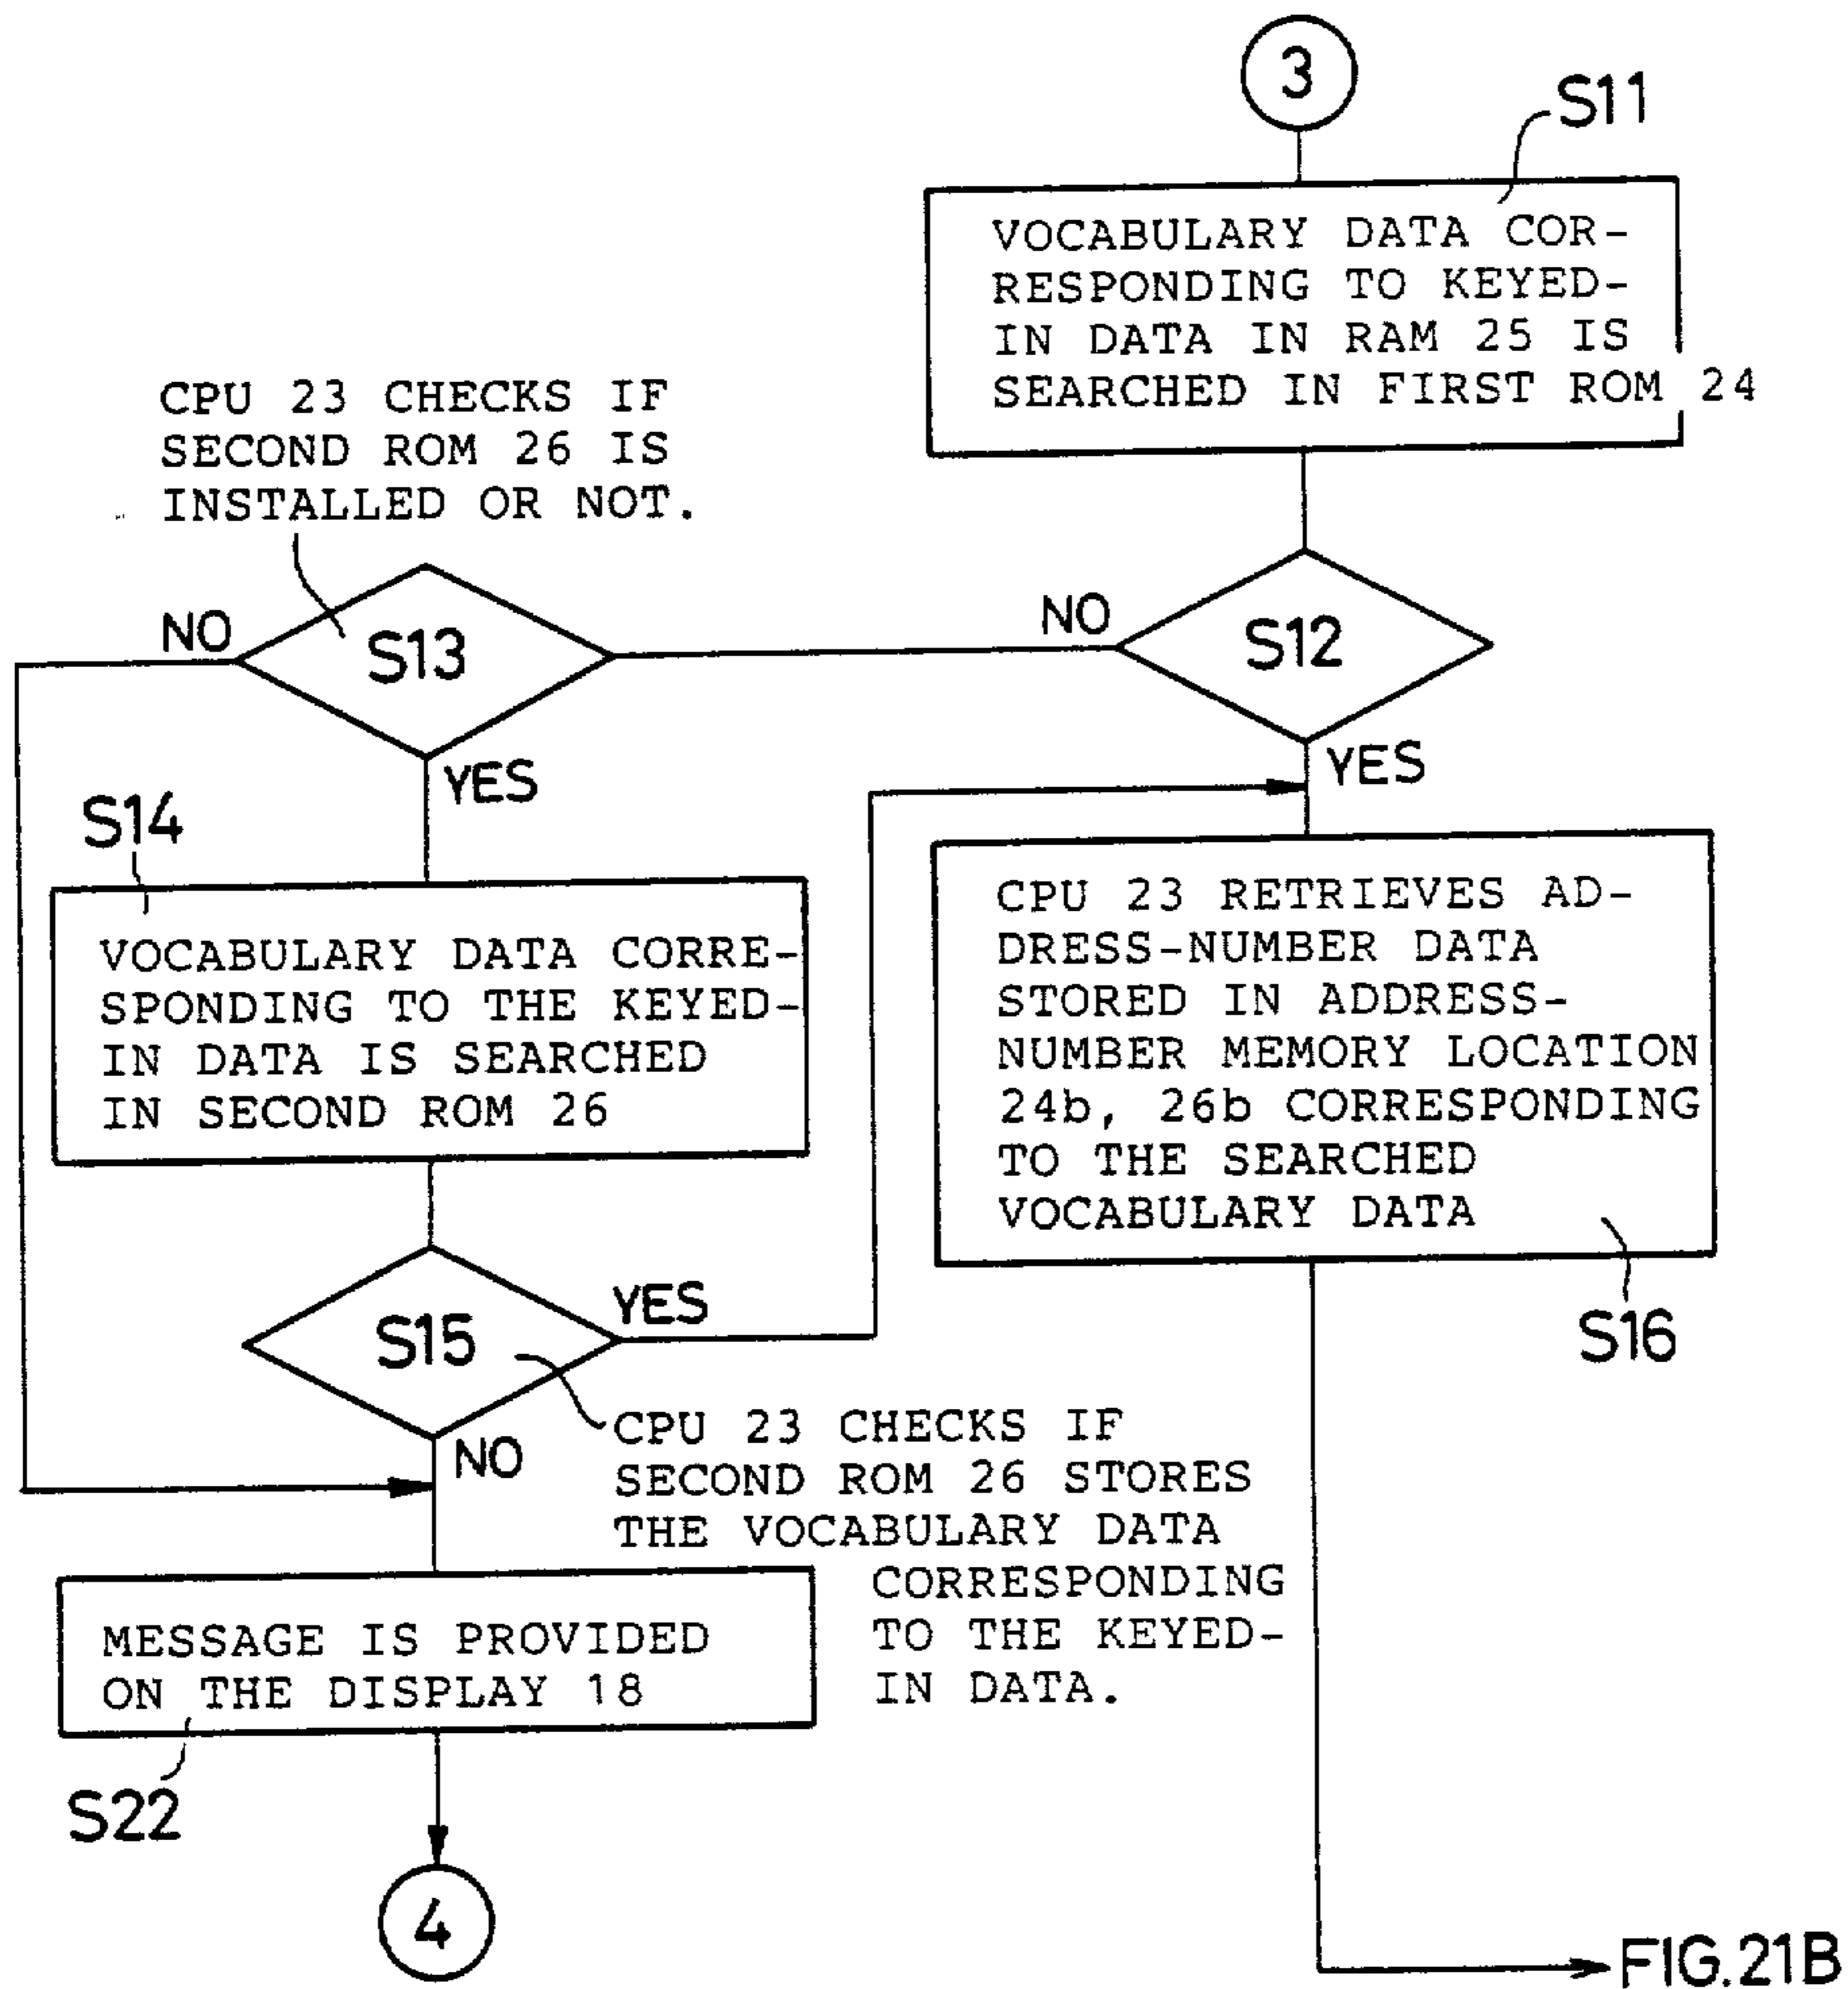 3
S11
VOCABULARY DATA COR-
RESPONDING TO KEYED-
IN DATA IN RAM 25 IS
SEARCHED IN FIRST ROM 24
CPU 23 CHECKS IF
SECOND ROM 26 IS
INSTALLED OR NOT.
NO
S13
NO
S12
YES
YES
S14
VOCABULARY DATA CORRE-
SPONDING TO THE KEYED-
IN DATA IS SEARCHED
IN SECOND ROM 26
CPU 23 RETRIEVES AD-
DRESS-NUMBER DATA
STORED IN ADDRESS-
NUMBER MEMORY LOCATION
24b, 26b CORRESPONDING
TO THE SEARCHED
VOCABULARY DATA
S16
S15
YES
NO
CPU 23 CHECKS IF
SECOND ROM 26 STORES
THE VOCABULARY DATA
CORRESPONDING
TO THE KEYED-
IN DATA.
MESSAGE IS PROVIDED
ON THE DISPLAY 18
S22
4
FIG.21B